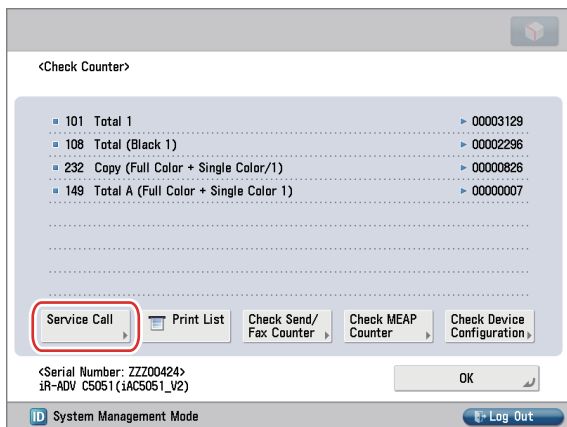 <Check Counter>
101 Total 1 ▶ 00003129
108 Total (Black 1) ▶ 00002296
232 Copy (Full Color + Single Color/1) ▶ 00000826
149 Total A (Full Color + Single Color 1) ▶ 00000007
Service Call
Print List
Check Send/
Fax Counter
Check MEAP
Counter
Check Device
Configuration
<Serial Number: ZZZ00424>
iR-ADV C5051(iAC5051_V2)
OK
ID System Management Mode
Log Out